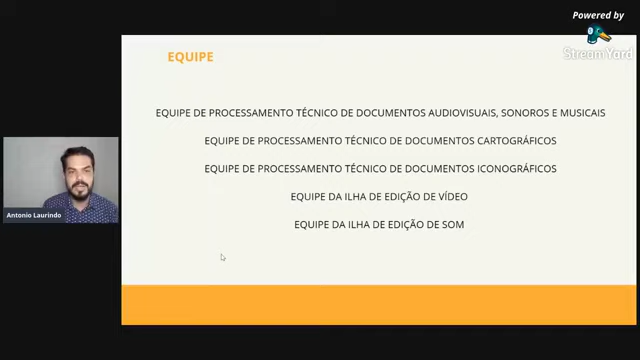 Powered by
StreamYard
EQUIPE
EQUIPE DE PROCESSAMENTO TÉCNICO DE DOCUMENTOS AUDIOVISUAIS, SONOROS E MUSICAIS
EQUIPE DE PROCESSAMENTO TÉCNICO DE DOCUMENTOS CARTOGRÁFICOS
EQUIPE DE PROCESSAMENTO TÉCNICO DE DOCUMENTOS ICONOGRÁFICOS
EQUIPE DA ILHA DE EDIÇÃO DE VÍDEO
EQUIPE DA ILHA DE EDIÇÃO DE SOM
Antonio Laurindo